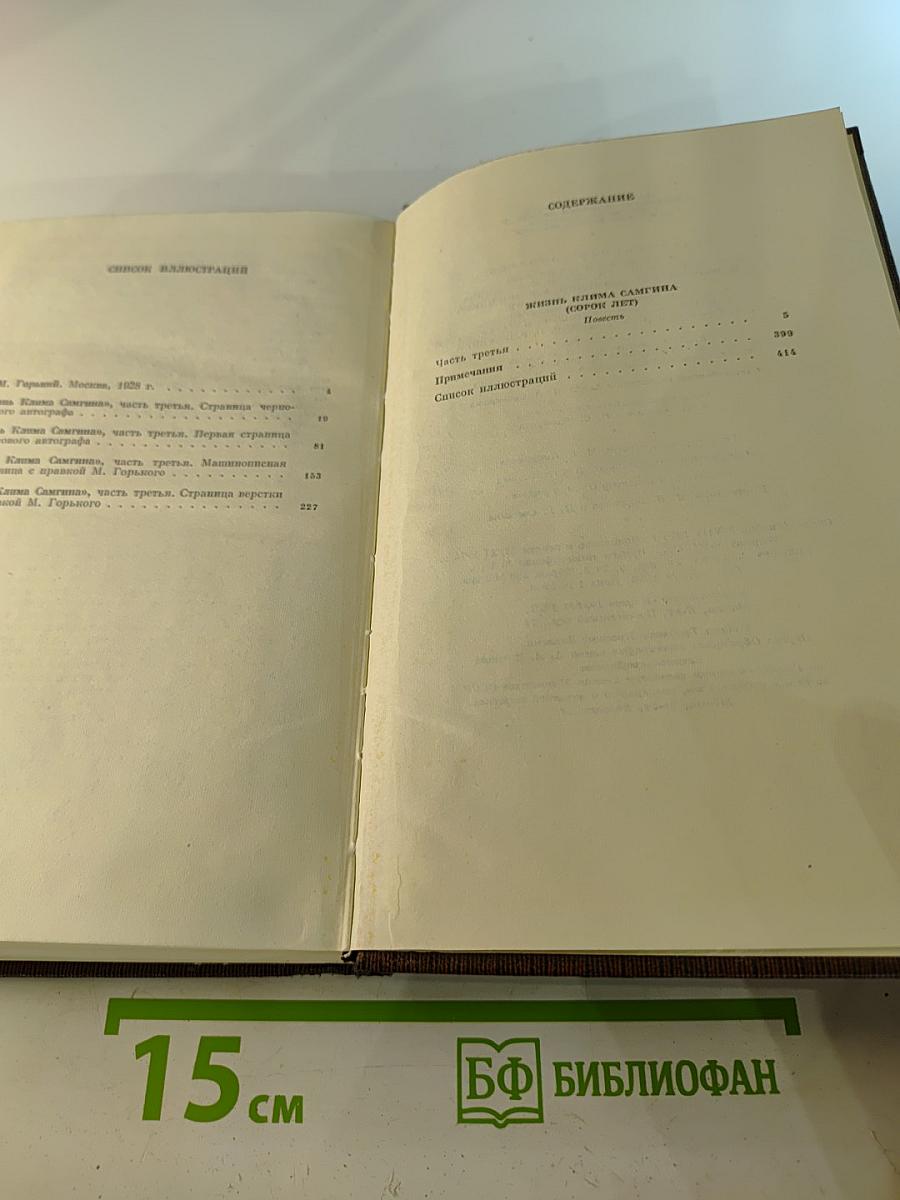 СПИСОК ИЛЛЮСТРАЦИЙ
М. Горький. Москва, 1928 г. . . . . . . . . . . . . 4
нь Клима Самгина», часть третья. Страница черно-
ого автографа . . . . . . . . . . . . . . . . . 19
ь Клима Самгина», часть третья. Первая страница
ового автографа . . . . . . . . . . . . . . . . 81
Клима Самгина», часть третья. Машинописная
ница с правкой М. Горького . . . . . . . . . . 153
Клима Самгина», часть третья. Страница верстки
вкой М. Горького . . . . . . . . . . . . . . . 227
СОДЕРЖАНИЕ
ЖИЗНЬ КЛИМА САМГИНА
(СОРОК ЛЕТ)
Повесть
Часть третья . . . . . . . . . . . . . . . . . 5
Примечания . . . . . . . . . . . . . . . . . 399
Список иллюстраций . . . . . . . . . . . . . 414
15 см
БФ БИБЛИОФАН